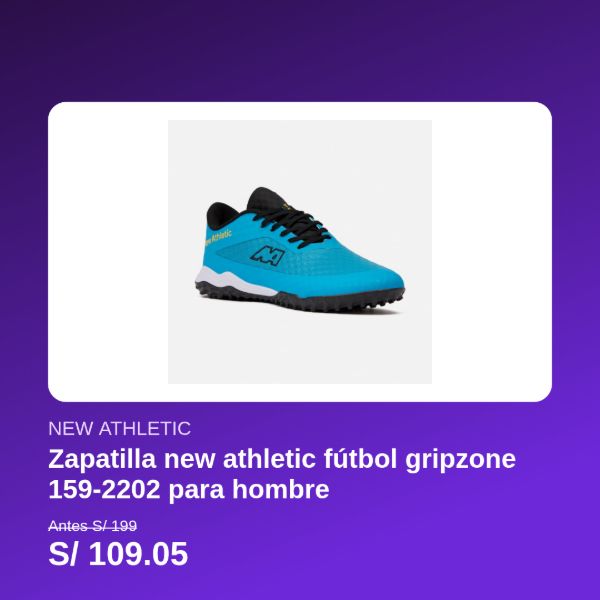 New Athletic
NEW ATHLETIC
Zapatilla new athletic fútbol gripzone
159-2202 para hombre
Antes S/ 199
S/ 109.05